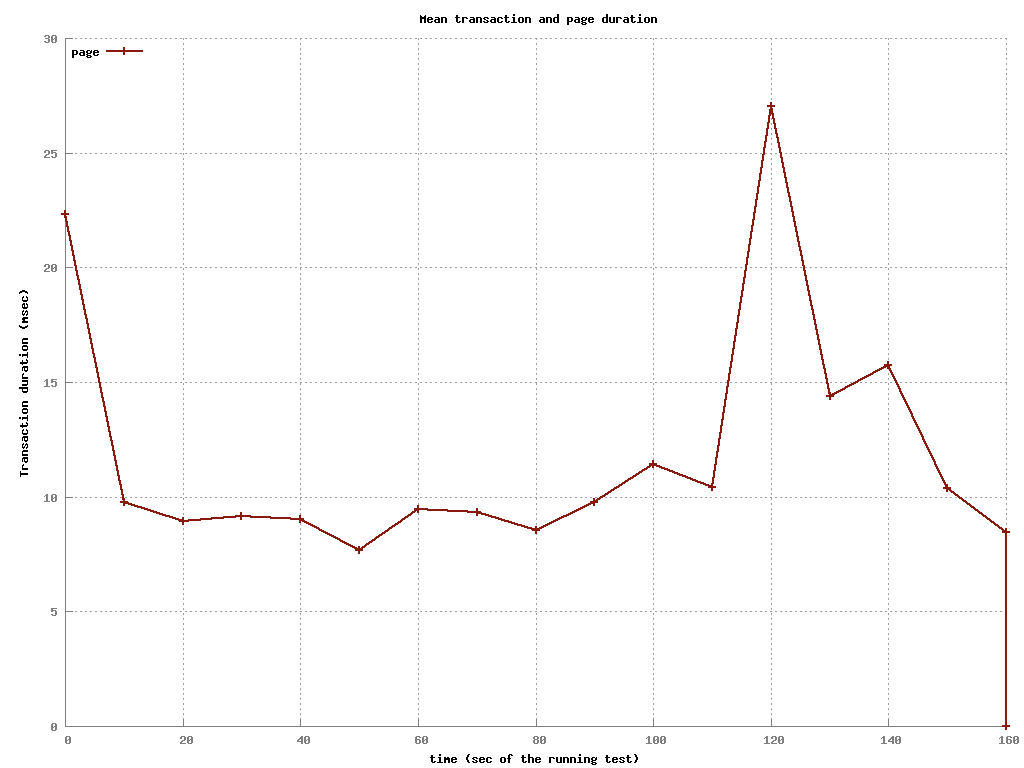 Mean transaction and page duration
page
30
25
20
15
10
5
0
Transaction duration (msec)
0 20 40 60 80 100 120 140 160
time (sec of the running test)